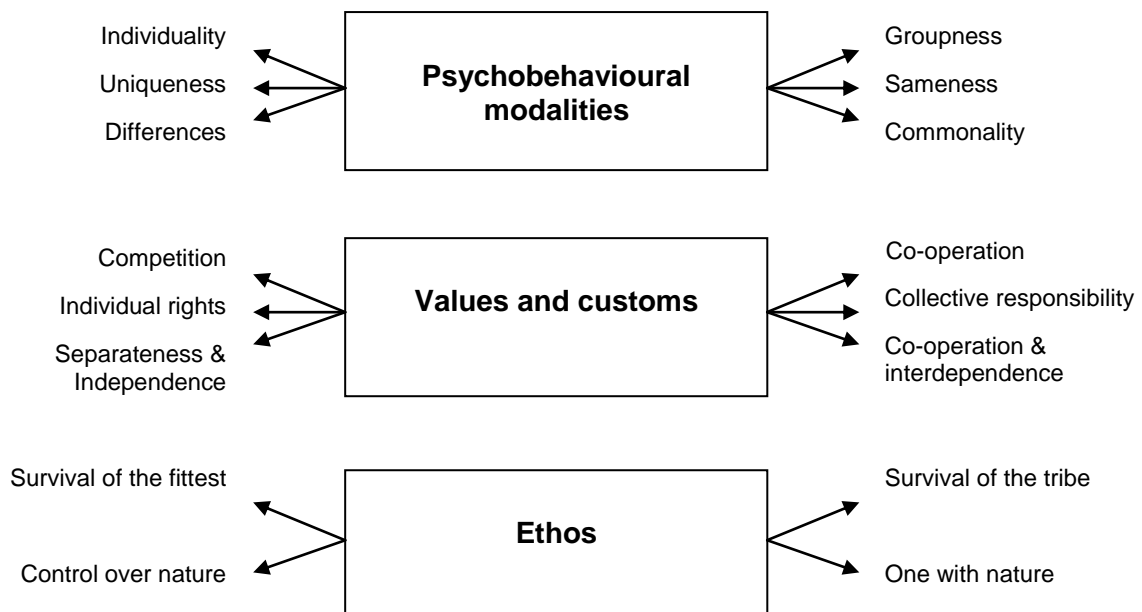 Individuality
Uniqueness
Differences
Psychobehavioural
modalities
Groupness
Sameness
Commonality
Competition
Individual rights
Separateness &
Independence
Values and customs
Co-operation
Collective responsibility
Co-operation &
interdependence
Survival of the fittest
Control over nature
Ethos
Survival of the tribe
One with nature